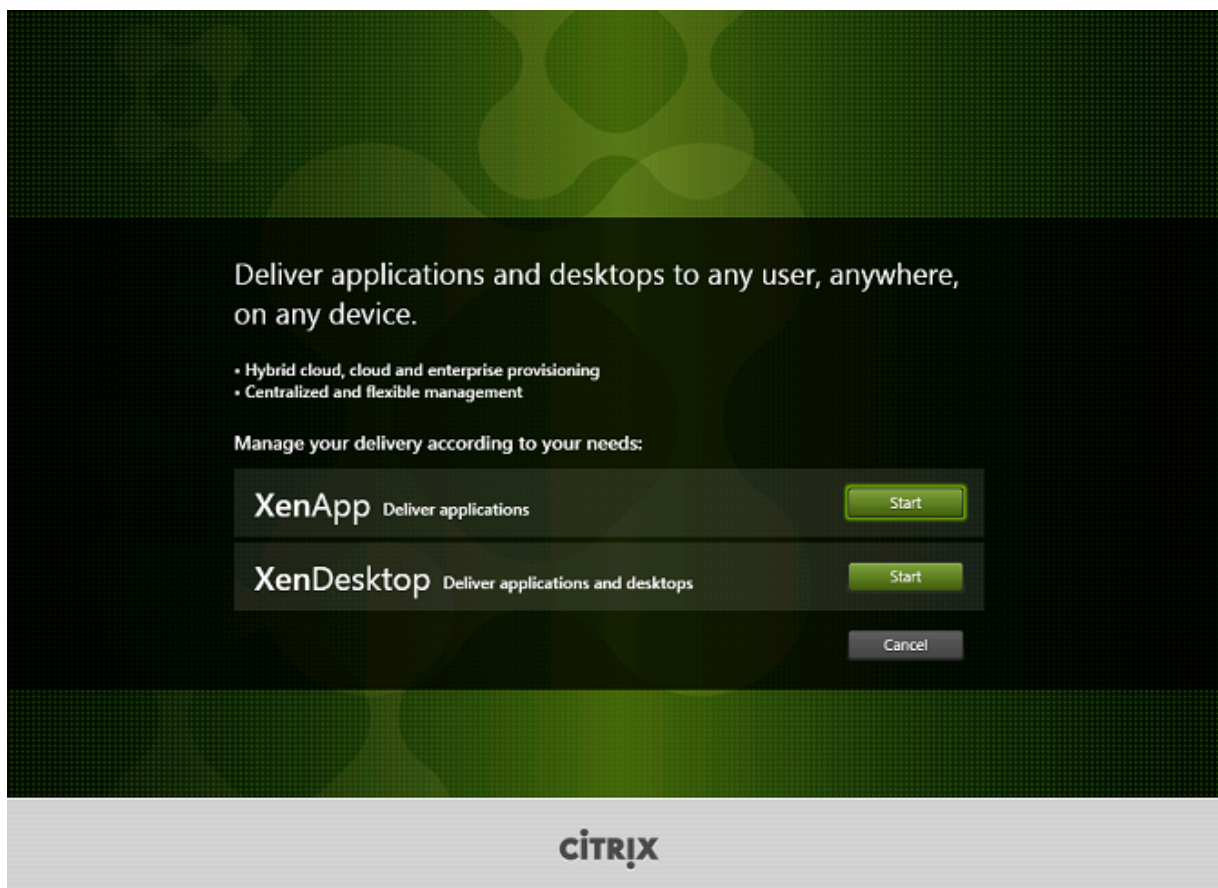 Deliver applications and desktops to any user, anywhere,
on any device.
• Hybrid cloud, cloud and enterprise provisioning
• Centralized and flexible management
Manage your delivery according to your needs:
XenApp Deliver applications Start
XenDesktop Deliver applications and desktops Start
Cancel
CİTRIX